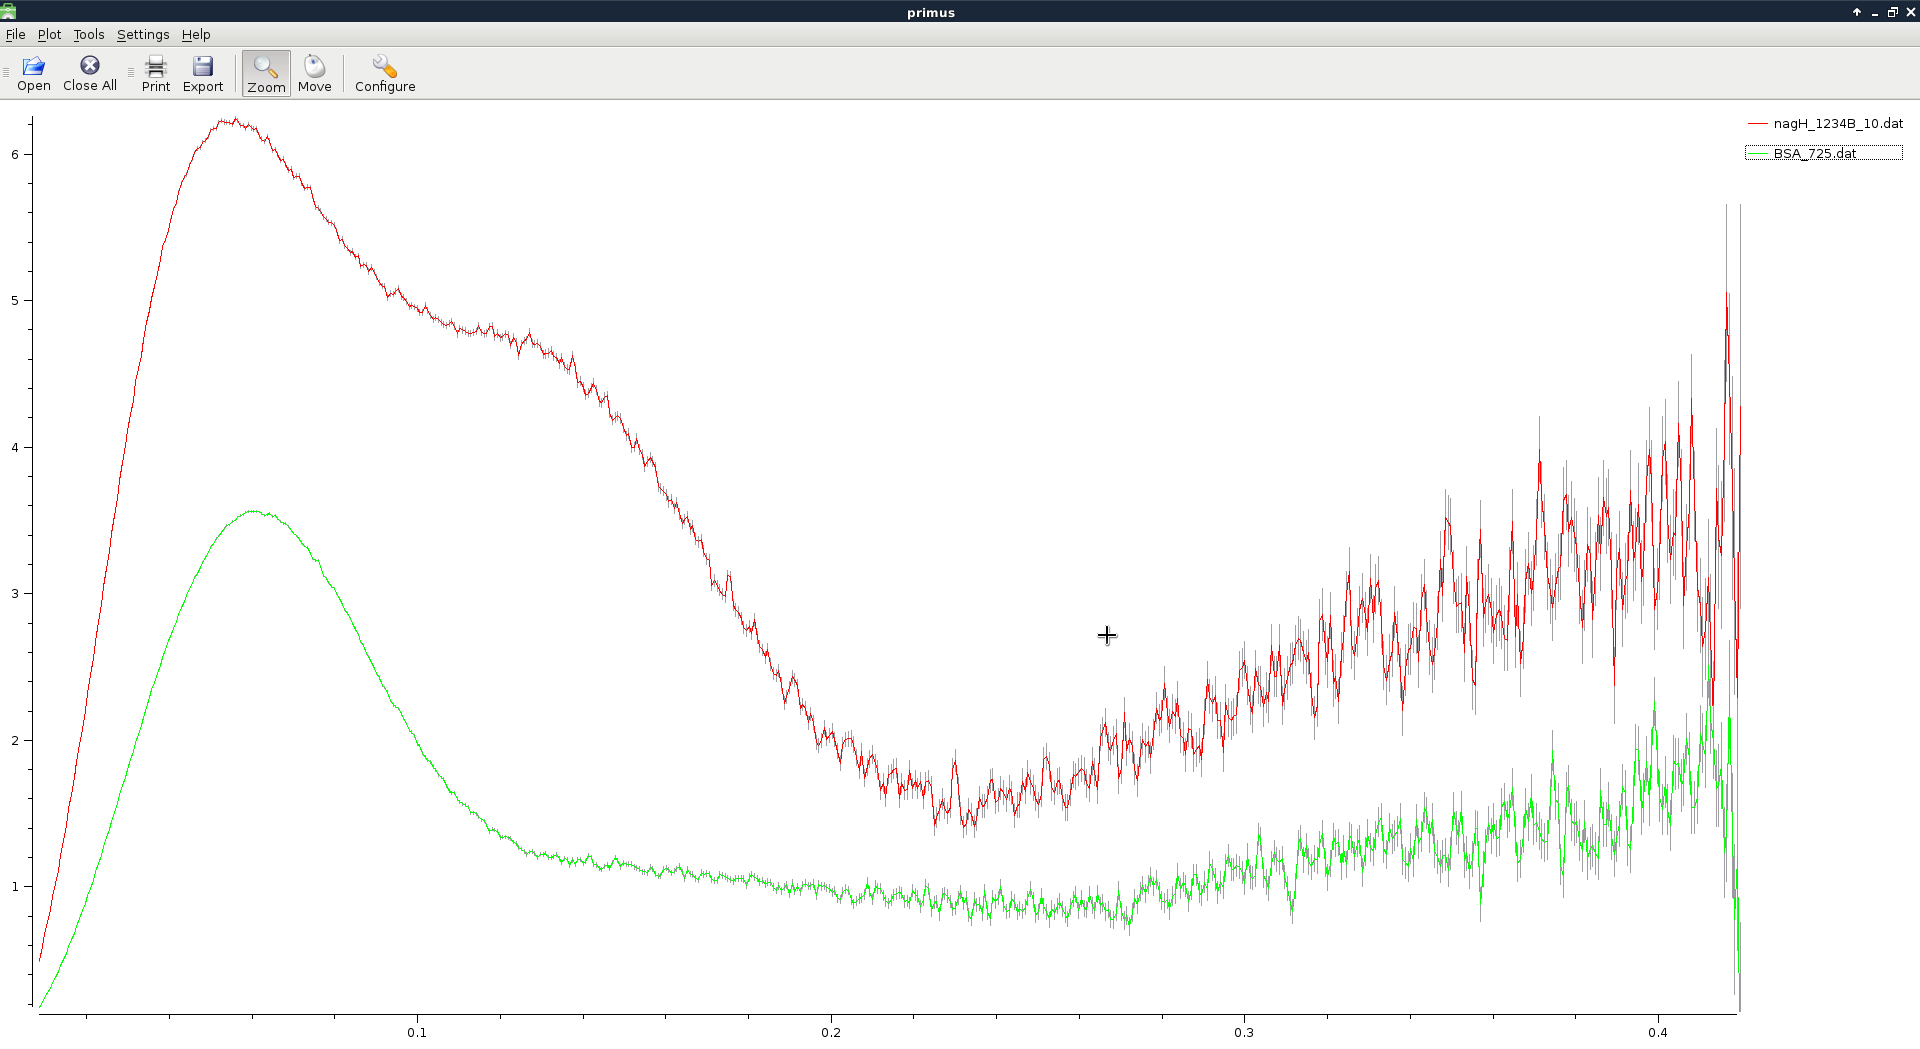 primus
File Plot Tools Settings Help
Open Close All Print Export Zoom Move Configure
nagH_1234B_10.dat
BSA_725.dat
6
5
4
3
2
1
0.1 0.2 0.3 0.4